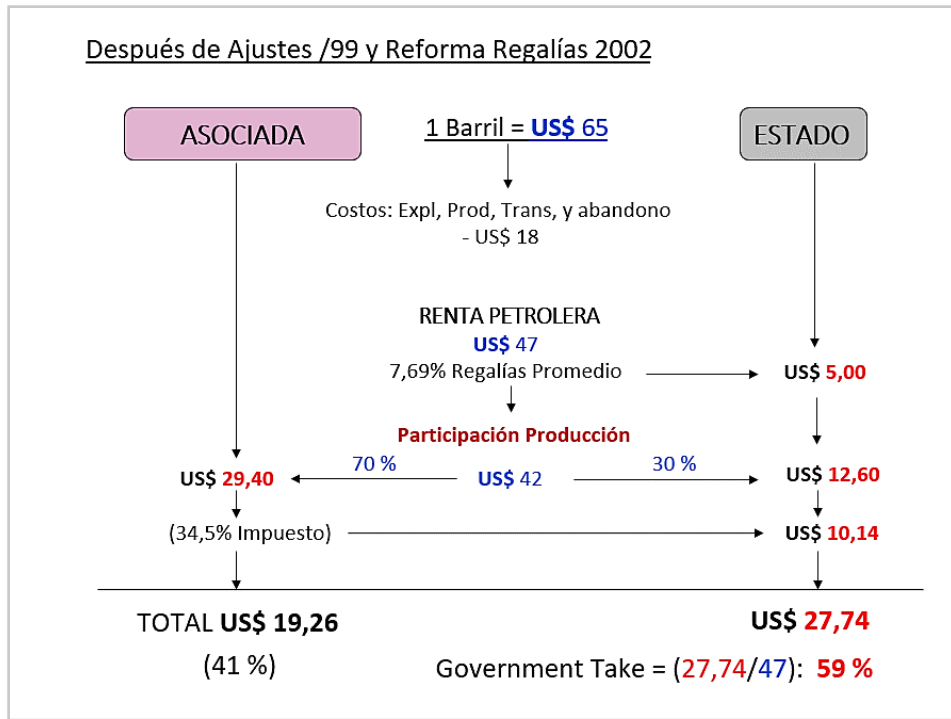 Después de Ajustes /99 y Reforma Regalías 2002
ASOCIADA
1 Barril = US$ 65
ESTADO
Costos: Expl, Prod, Trans, y abandono
- US$ 18
RENTA PETROLERA
US$ 47
7,69% Regalías Promedio
US$ 5,00
Participación Producción
US$ 29,40
70 %
US$ 42
30 %
US$ 12,60
(34,5% Impuesto)
US$ 10,14
TOTAL US$ 19,26
US$ 27,74
(41 %)
Government Take = (27,74/47): 59 %